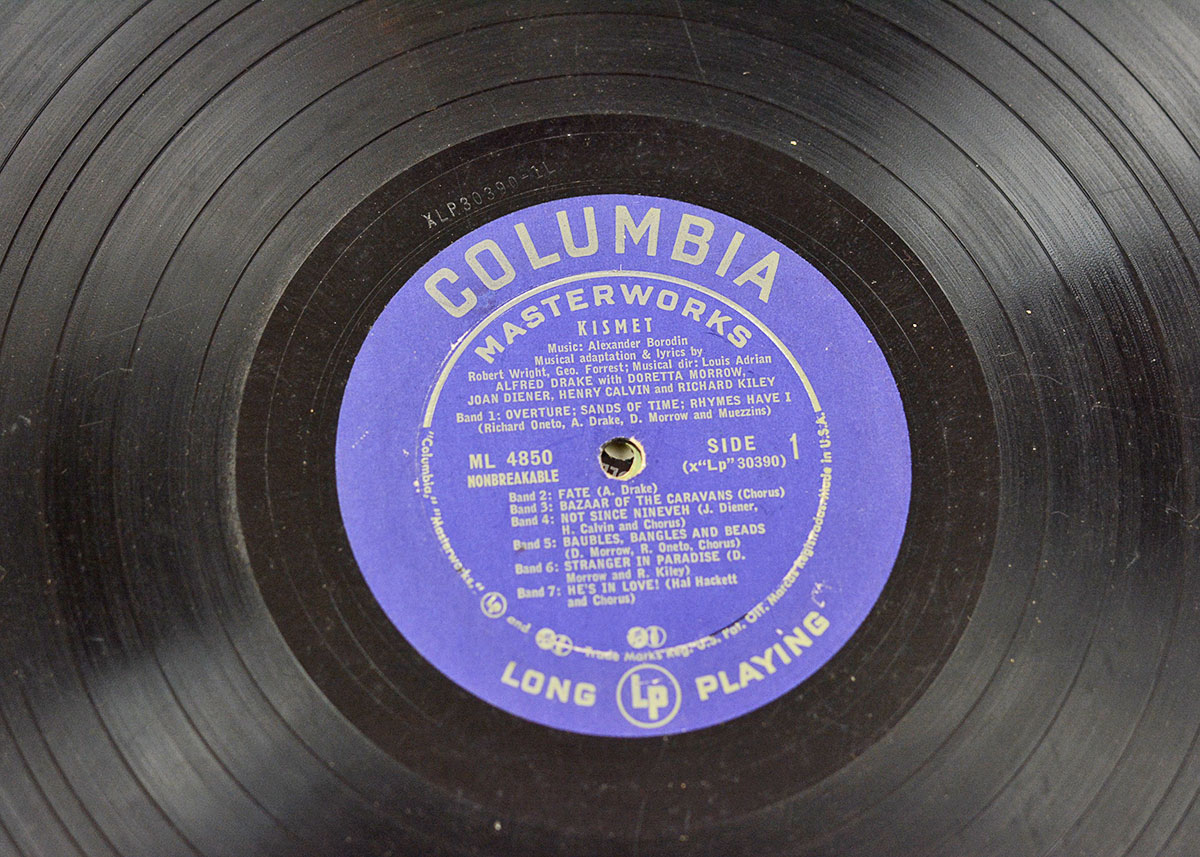 XLP30390-1L
COLUMBIA
MASTERWORKS
KISMET
Music: Alexander Borodin
Musical adaptation & lyrics by
Robert Wright, Geo. Forrest; Musical dir: Louis Adrian
ALFRED DRAKE with DORETTA MORROW,
JOAN DIENER, HENRY CALVIN and RICHARD KILEY
Band 1: OVERTURE; SANDS OF TIME; RHYMES HAVE I
(Richard Oneto, A. Drake, D. Morrow and Muezzins)
ML 4850
NONBREAKABLE
SIDE 1
(x"Lp" 30390)
Band 2: FATE (A. Drake)
Band 3: BAZAAR OF THE CARAVANS (Chorus)
Band 4: NOT SINCE NINEVEH (J. Diener,
H. Calvin and Chorus)
Band 5: BAUBLES, BANGLES AND BEADS
(D. Morrow, R. Oneto, Chorus)
Band 6: STRANGER IN PARADISE (D.
Morrow and R. Kiley)
Band 7: HE'S IN LOVE! (Hal Hackett
and Chorus)
"Columbia," "Masterworks," Lp and Trade Marks Reg. U.S. Pat. Off. Marcas Registradas Made in U.S.A.
LONG Lp PLAYING